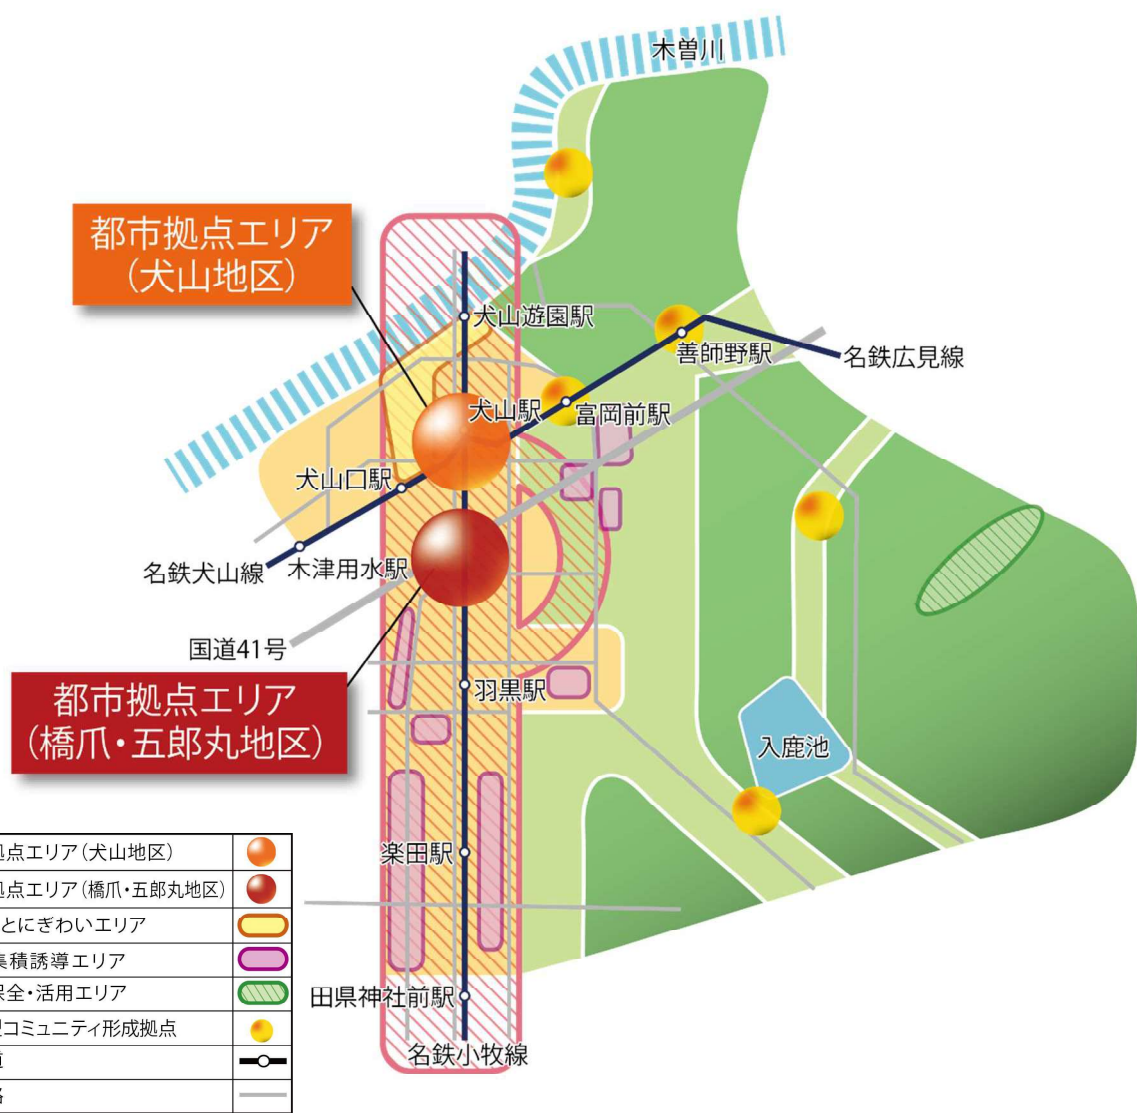 木曽川
都市拠点エリア
(犬山地区)
犬山遊園駅
善師野駅
名鉄広見線
犬山駅
富岡前駅
犬山口駅
名鉄犬山線
木津用水駅
国道41号
都市拠点エリア
(橋爪・五郎丸地区)
羽黒駅
入鹿池
楽田駅
点エリア(犬山地区)
点エリア(橋爪・五郎丸地区)
とにぎわいエリア
集積誘導エリア
保全・活用エリア
コミュニティ形成拠点
田県神社前駅
名鉄小牧線